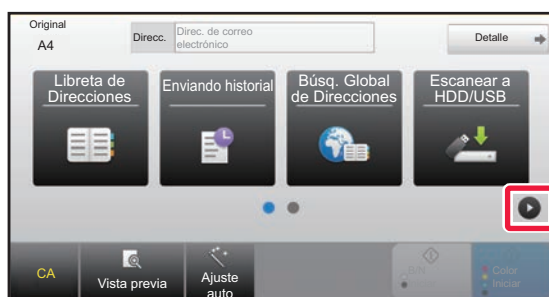 Original
A4
Direcc.
Direc. de correo
electrónico
Detalle
Libreta de
Direcciones
Enviando historial
Búsq. Global
de Direcciones
Escanear a
HDD/USB
CA
Vista previa
Ajuste
auto
B/N
Iniciar
Color
Iniciar